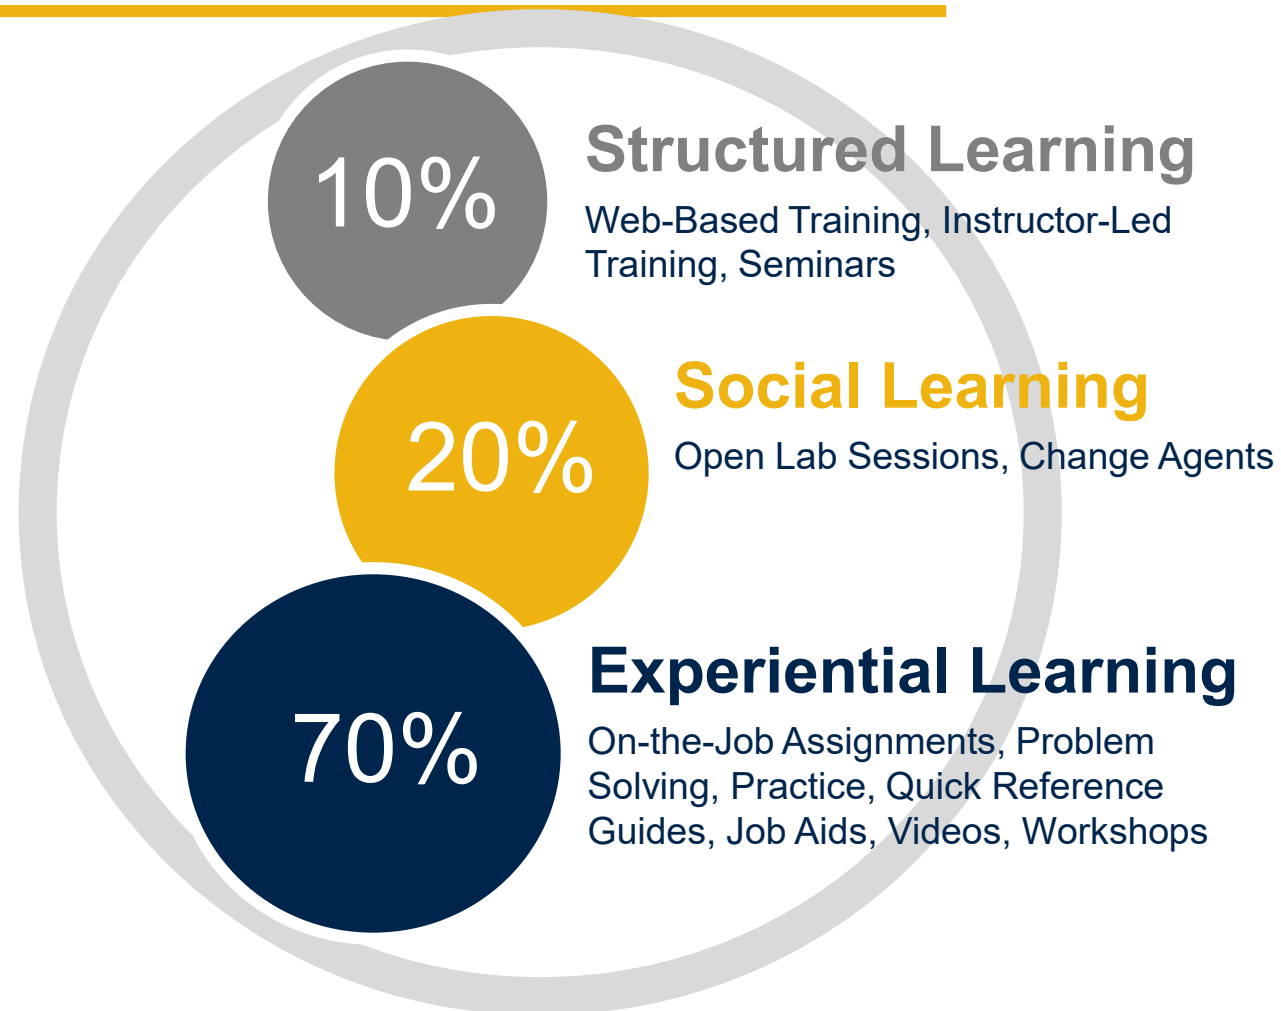 10%
Structured Learning
Web-Based Training, Instructor-Led
Training, Seminars
20%
Social Learning
Open Lab Sessions, Change Agents
70%
Experiential Learning
On-the-Job Assignments, Problem
Solving, Practice, Quick Reference
Guides, Job Aids, Videos, Workshops